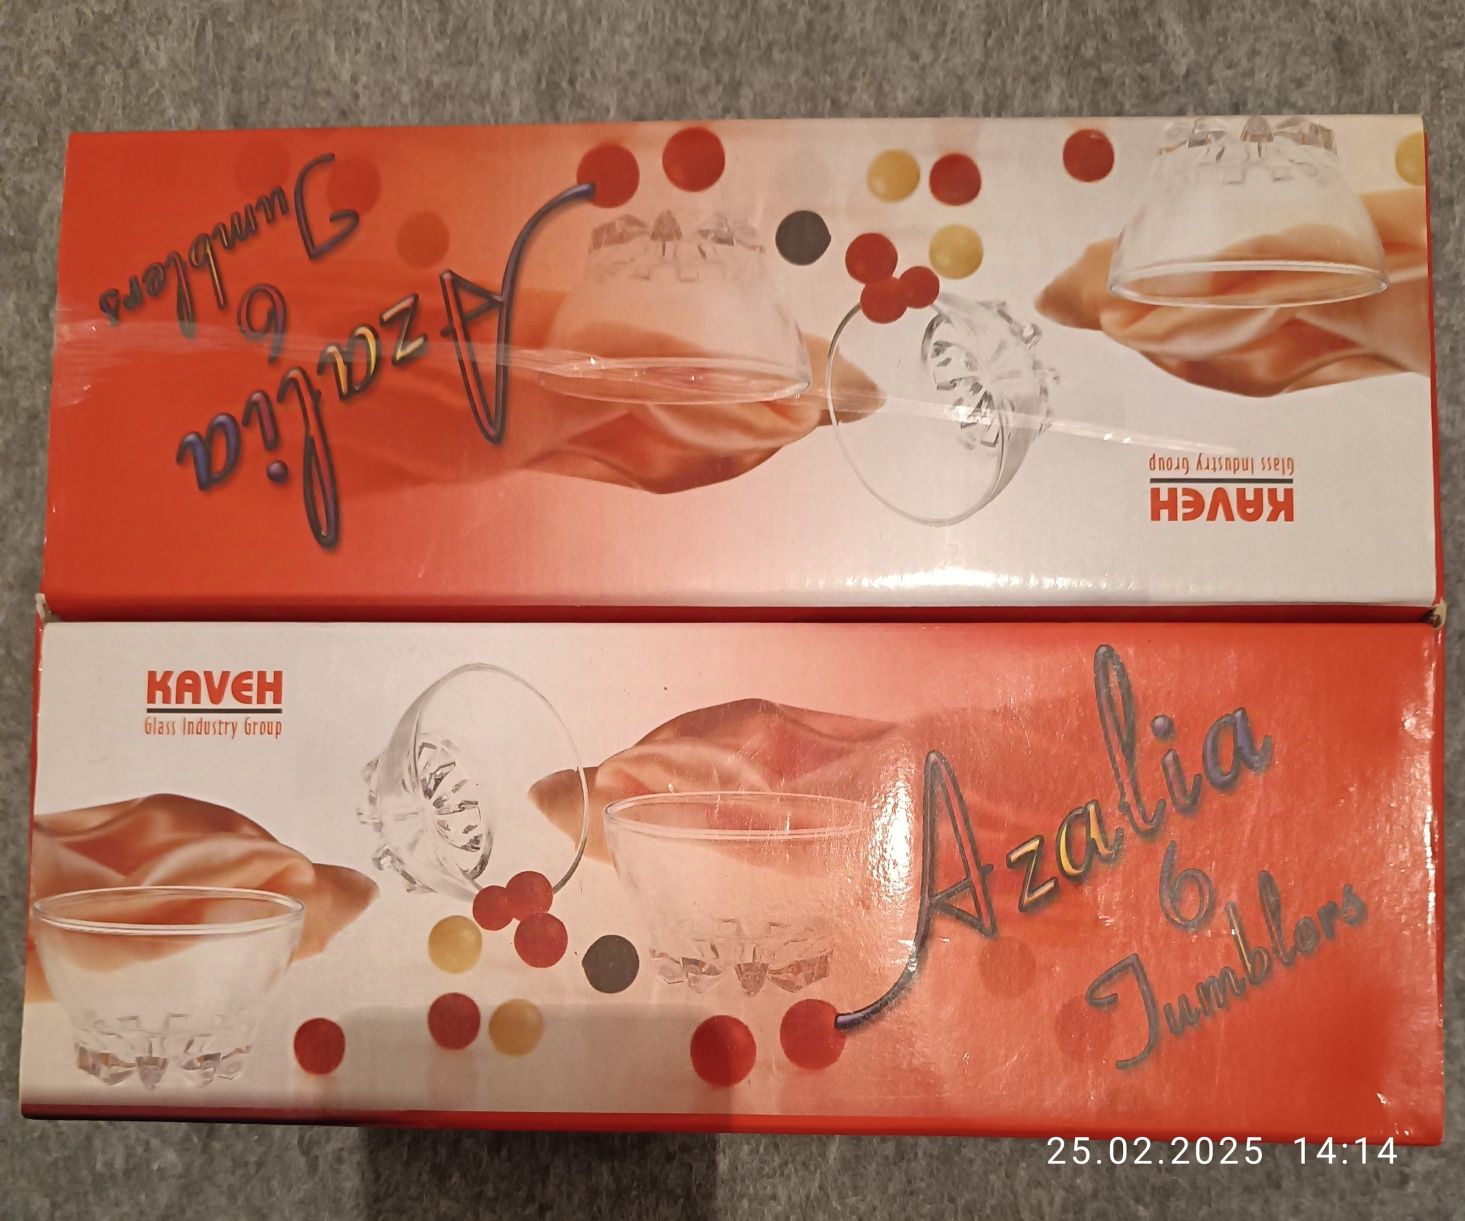 Azalia
6
Tumblers
KAVEH
Glass Industry Group
KAVEH
Glass Industry Group
Azalia
6
Tumblers
25.02.2025 14:14